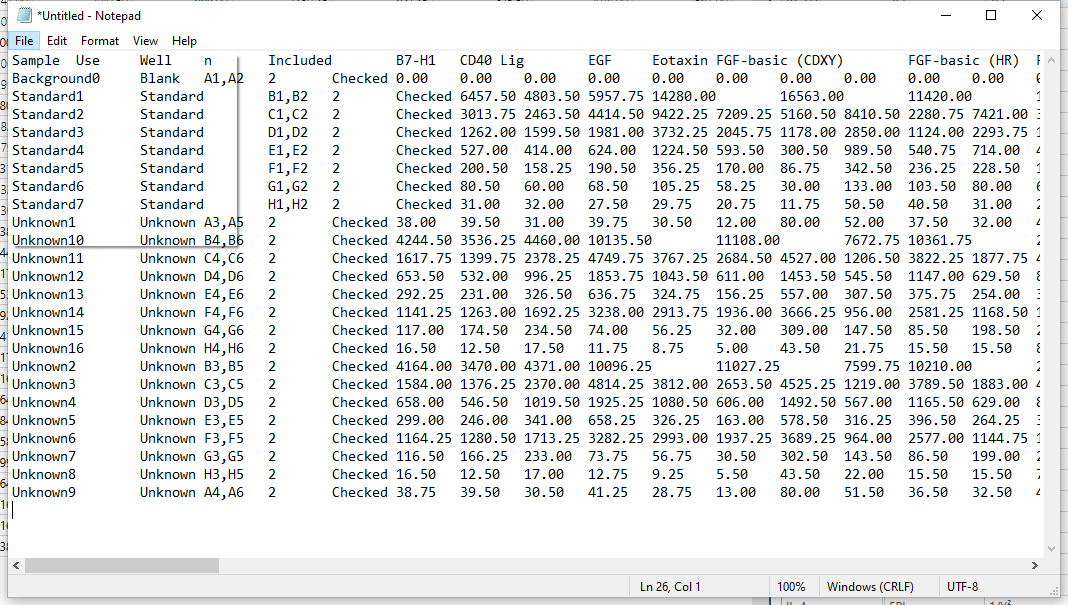 *Untitled - Notepad
File Edit Format View Help
Sample Use Well n Included B7-H1 CD40 Lig EGF Eotaxin FGF-basic (CDXY) FGF-basic (HR)
Background0 Blank A1,A2 2 Checked 0.00 0.00 0.00 0.00 0.00 0.00 0.00 0.00 0.00 0.00
Standard1 Standard B1,B2 2 Checked 6457.50 4803.50 5957.75 14280.00 16563.00 11420.00
Standard2 Standard C1,C2 2 Checked 3013.75 2463.50 4414.50 9422.25 7209.25 5160.50 8410.50 2280.75 7421.00
Standard3 Standard D1,D2 2 Checked 1262.00 1599.50 1981.00 3732.25 2045.75 1178.00 2850.00 1124.00 2293.75
Standard4 Standard E1,E2 2 Checked 527.00 414.00 624.00 1224.50 593.50 300.50 989.50 540.75 714.00
Standard5 Standard F1,F2 2 Checked 200.50 158.25 190.50 356.25 170.00 86.75 342.50 236.25 228.50
Standard6 Standard G1,G2 2 Checked 80.50 60.00 68.50 105.25 58.25 30.00 133.00 103.50 80.00
Standard7 Standard H1,H2 2 Checked 31.00 32.00 27.50 29.75 20.75 11.75 50.50 40.50 31.00
Unknown1 Unknown A3,A5 2 Checked 38.00 39.50 31.00 39.75 30.50 12.00 80.00 52.00 37.50 32.00
Unknown10 Unknown B4,B6 2 Checked 4244.50 3536.25 4460.00 10135.50 11108.00 7672.75 10361.75
Unknown11 Unknown C4,C6 2 Checked 1617.75 1399.75 2378.25 4749.75 3767.25 2684.50 4527.00 1206.50 3822.25 1877.75
Unknown12 Unknown D4,D6 2 Checked 653.50 532.00 996.25 1853.75 1043.50 611.00 1453.50 545.50 1147.00 629.50
Unknown13 Unknown E4,E6 2 Checked 292.25 231.00 326.50 636.75 324.75 156.25 557.00 307.50 375.75 254.00
Unknown14 Unknown F4,F6 2 Checked 1141.25 1263.00 1692.25 3238.00 2913.75 1936.00 3666.25 956.00 2581.25 1168.50
Unknown15 Unknown G4,G6 2 Checked 117.00 174.50 234.50 74.00 56.25 32.00 309.00 147.50 85.50 198.50
Unknown16 Unknown H4,H6 2 Checked 16.50 12.50 17.50 11.75 8.75 5.00 43.50 21.75 15.50 15.50
Unknown2 Unknown B3,B5 2 Checked 4164.00 3470.00 4371.00 10096.25 11027.25 7599.75 10210.00
Unknown3 Unknown C3,C5 2 Checked 1584.00 1376.25 2370.00 4814.25 3812.00 2653.50 4525.25 1219.00 3789.50 1883.00
Unknown4 Unknown D3,D5 2 Checked 658.00 546.50 1019.50 1925.25 1080.50 606.00 1492.50 567.00 1165.50 629.00
Unknown5 Unknown E3,E5 2 Checked 299.00 246.00 341.00 658.25 326.25 163.00 578.50 316.25 396.50 264.25
Unknown6 Unknown F3,F5 2 Checked 1164.25 1280.50 1713.25 3282.25 2993.00 1937.25 3689.25 964.00 2577.00 1144.75
Unknown7 Unknown G3,G5 2 Checked 116.50 166.25 233.00 73.75 56.75 30.50 302.50 143.50 86.50 199.00
Unknown8 Unknown H3,H5 2 Checked 16.50 12.50 17.00 12.75 9.25 5.50 43.50 22.00 15.50 15.50
Unknown9 Unknown A4,A6 2 Checked 38.75 39.50 30.50 41.25 28.75 13.00 80.00 51.50 36.50 32.50
Ln 26, Col 1 100% Windows (CRLF) UTF-8